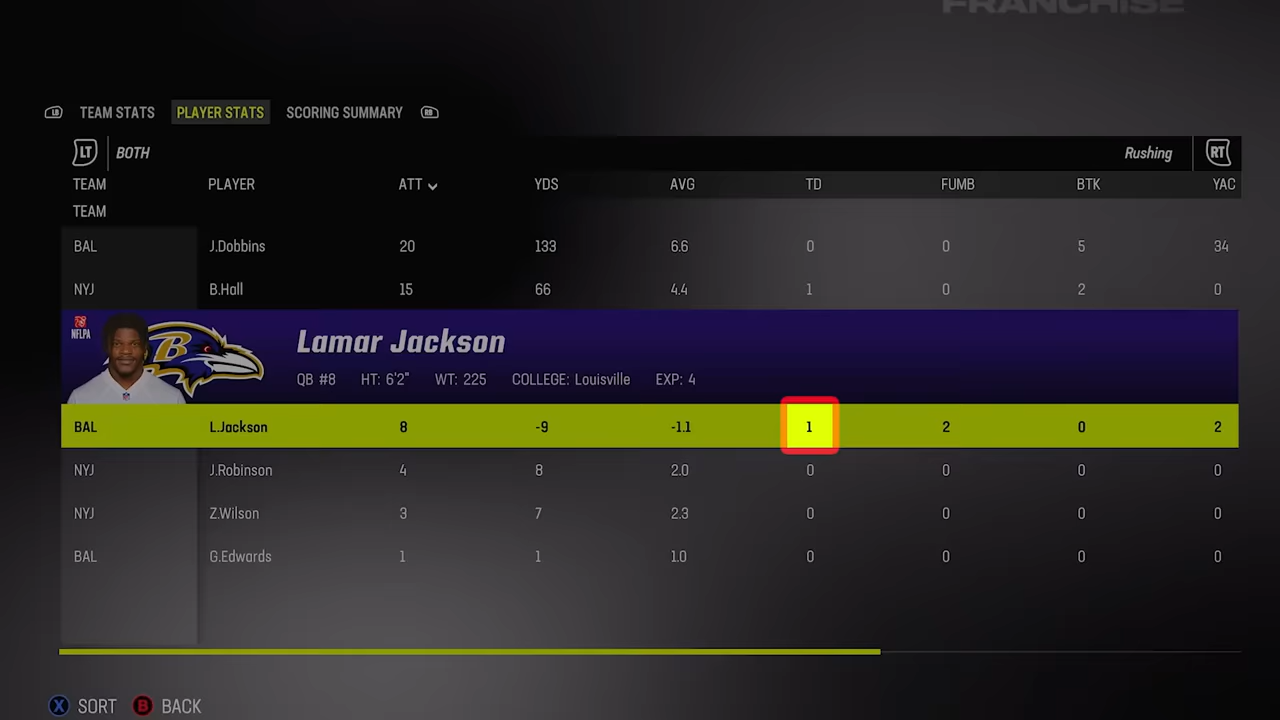 FRANCHISE
LB TEAM STATS PLAYER STATS SCORING SUMMARY RB
LT BOTH Rushing RT
TEAM PLAYER ATT YDS AVG TD FUMB BTK YAC
TEAM
BAL J.Dobbins 20 133 6.6 0 0 5 34
NYJ B.Hall 15 66 4.4 1 0 2 0
NFLPA
B
Lamar Jackson
QB #8 HT: 6'2" WT: 225 COLLEGE: Louisville EXP: 4
BAL L.Jackson 8 -9 -1.1 1 2 0 2
NYJ J.Robinson 4 8 2.0 0 0 0 0
NYJ Z.Wilson 3 7 2.3 0 0 0 0
BAL G.Edwards 1 1 1.0 0 0 0 0
X SORT B BACK